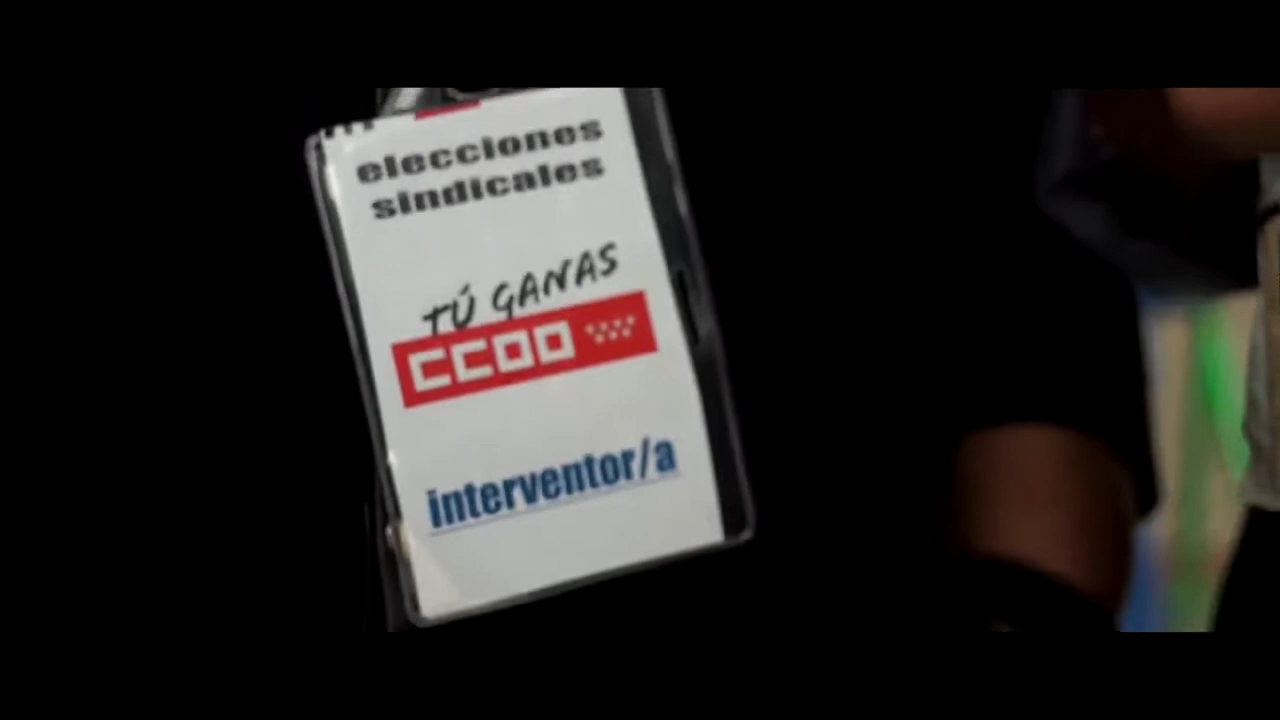 elecciones
sindicales
TÚ GANAS
CCOO
interventor/a